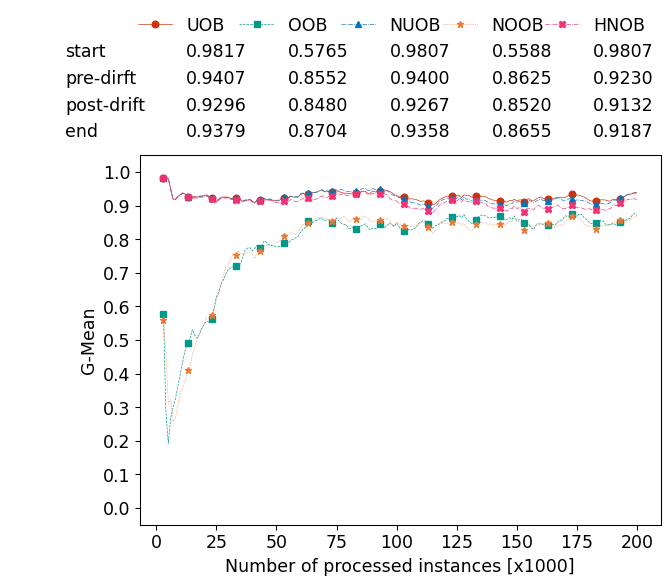 UOB OOB NUOB NOOB HNOB
start 0.9817 0.5765 0.9807 0.5588 0.9807
pre-dirft 0.9407 0.8552 0.9400 0.8625 0.9230
post-drift 0.9296 0.8480 0.9267 0.8520 0.9132
end 0.9379 0.8704 0.9358 0.8655 0.9187
1.0
0.9
0.8
0.7
0.6
0.5
0.4
0.3
0.2
0.1
0.0
G-Mean
0 25 50 75 100 125 150 175 200
Number of processed instances [x1000]